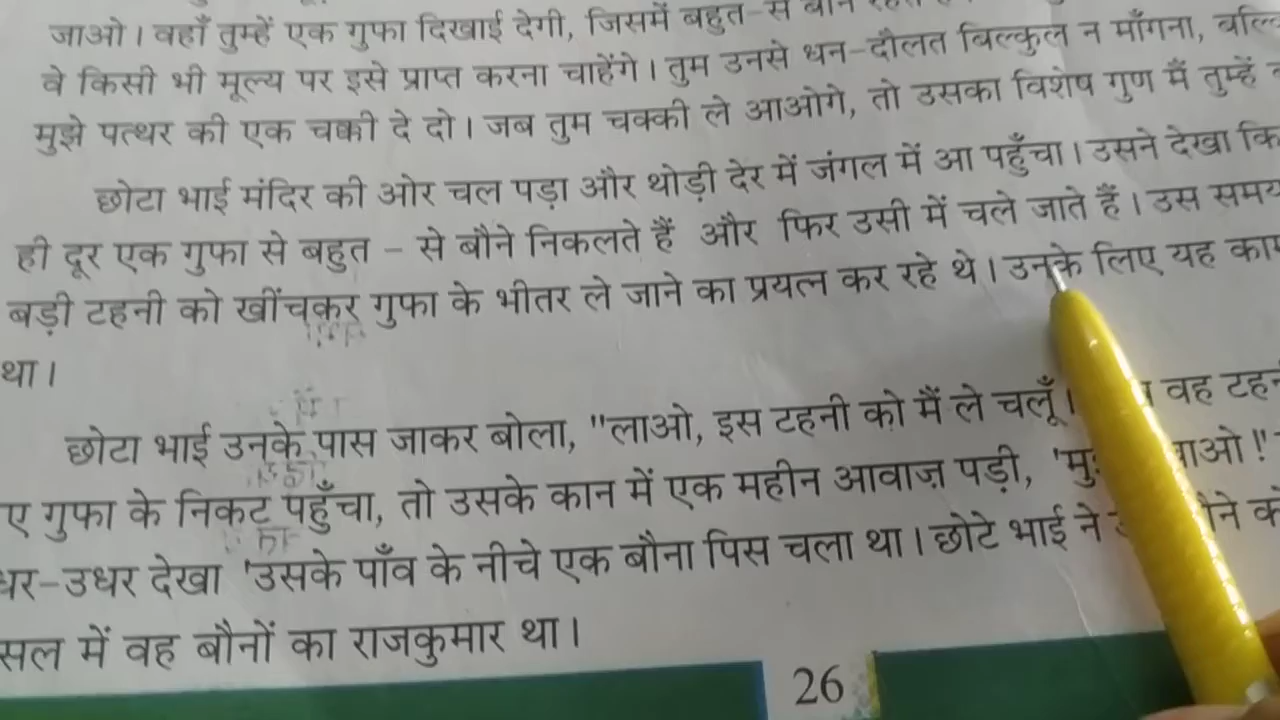 जाओ। वहाँ तुम्हें एक गुफा दिखाई देगी, जिसमें बहुत-से
वे किसी भी मूल्य पर इसे प्राप्त करना चाहेंगे। तुम उनसे धन-दौलत बिल्कुल न माँगना,
मुझे पत्थर की एक चक्की दे दो। जब तुम चक्की ले आओगे, तो उसका विशेष गुण मैं तुम्हें
छोटा भाई मंदिर की ओर चल पड़ा और थोड़ी देर में जंगल में आ पहुँचा। उसने देखा कि
ही दूर एक गुफा से बहुत - से बौने निकलते हैं और फिर उसी में चले जाते हैं। उस समय
बड़ी टहनी को खींचकर गुफा के भीतर ले जाने का प्रयत्न कर रहे थे। उनके लिए यह
था।
छोटा भाई उनके पास जाकर बोला, "लाओ, इस टहनी को मैं ले चलूँ। वह
ए गुफा के निकट पहुँचा, तो उसके कान में एक महीन आवाज़ पड़ी,
धर-उधर देखा 'उसके पाँव के नीचे एक बौना पिस चला था। छोटे भाई ने
सल में वह बौनों का राजकुमार था।
26